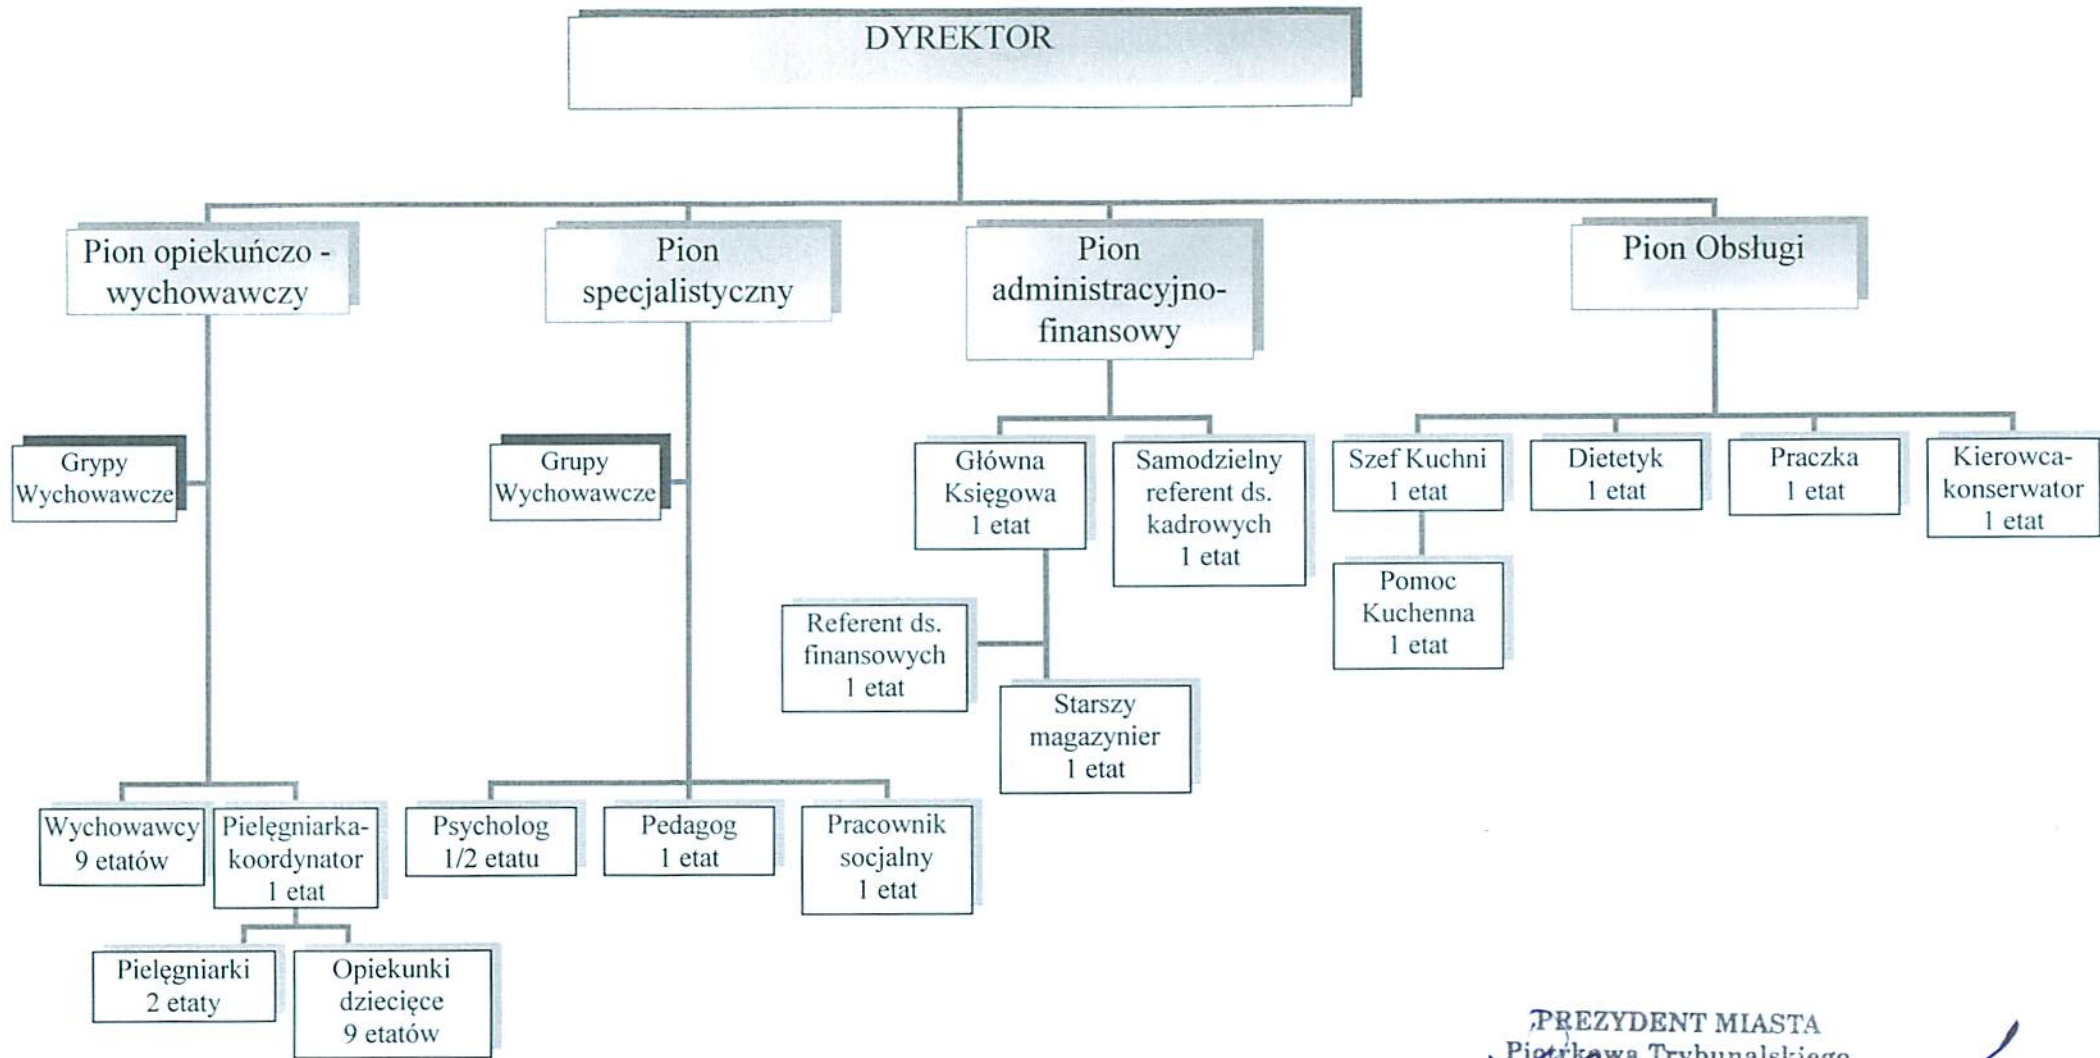 DYREKTOR
Pion opiekuńczo -
wychowawczy
Pion
specjalistyczny
Pion
administracyjno-
finansowy
Pion Obsługi
Grypy
Wychowawcze
Grupy
Wychowawcze
Główna
Księgowa
1 etat
Samodzielny
referent ds.
kadrowych
1 etat
Szef Kuchni
1 etat
Dietetyk
1 etat
Praczka
1 etat
Kierowca-
konserwator
1 etat
Pomoc
Kuchenna
1 etat
Referent ds.
finansowych
1 etat
Starszy
magazynier
1 etat
Wychowawcy
9 etatów
Pielęgniarka-
koordynator
1 etat
Psycholog
1/2 etatu
Pedagog
1 etat
Pracownik
socjalny
1 etat
Pielęgniarki
2 etaty
Opiekunki
dziecięce
9 etatów
PREZYDENT MIASTA
Piotrkowa Trybunalskiego